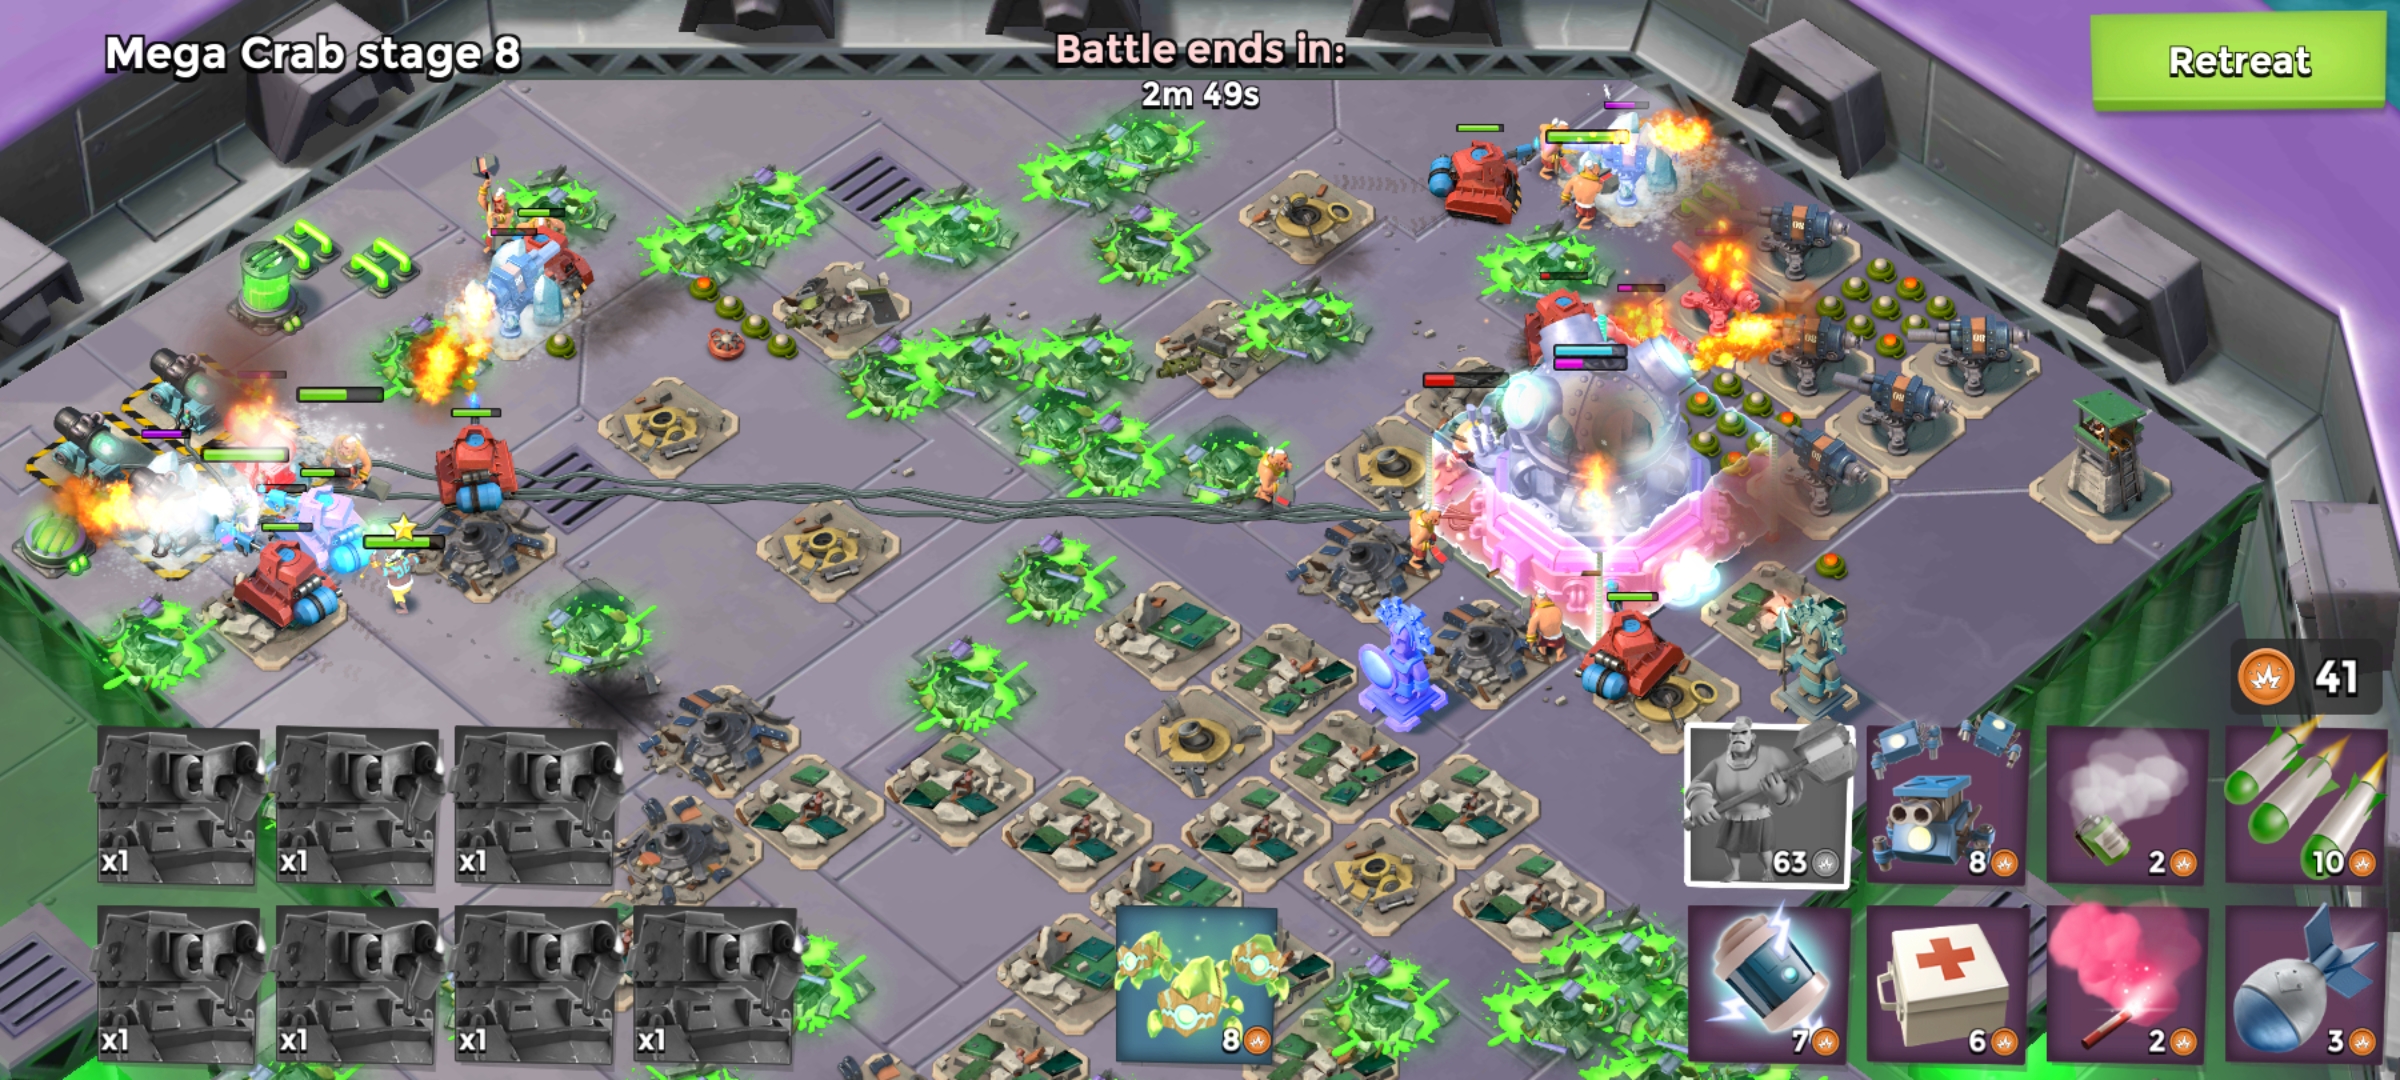 Mega Crab stage 8
Battle ends in:
2m 49s
Retreat
41
x1
x1
x1
63
8
2
10
x1
x1
x1
x1
8
7
6
2
3